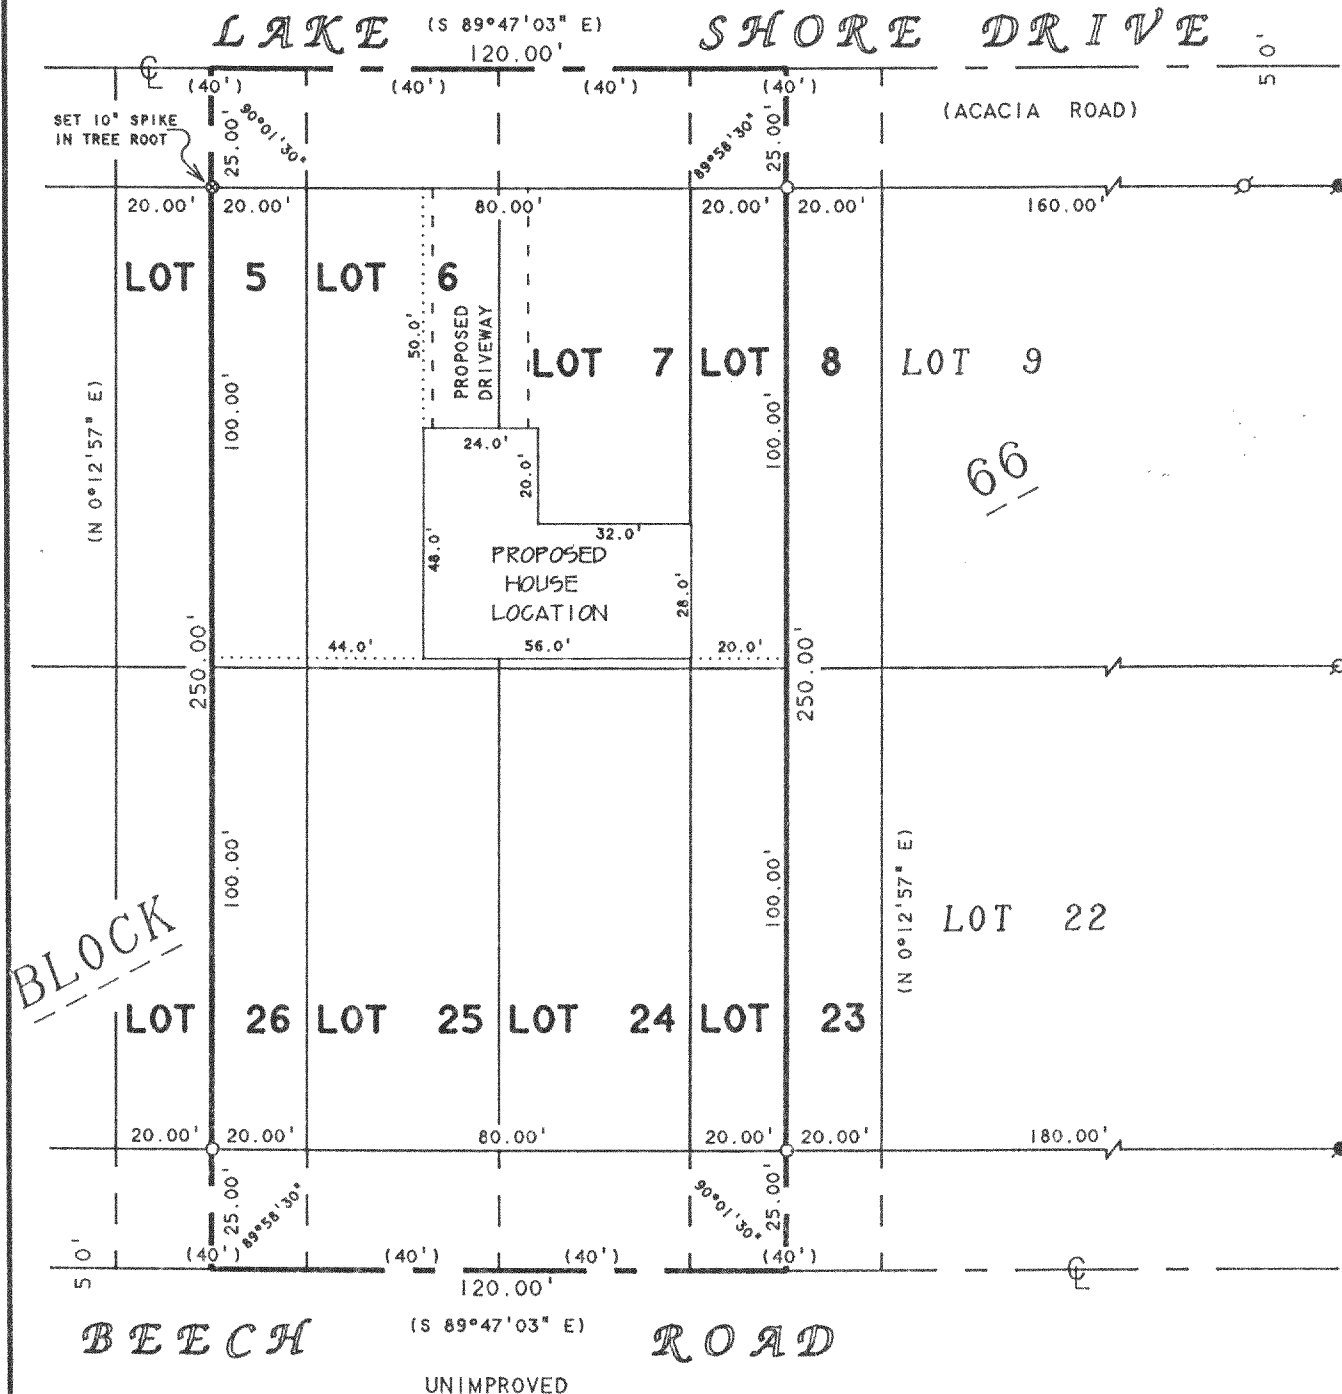 LAKE (S 89°47'03" E) SHORE DRIVE
120.00'
50'
(40') (40') (40') (40')
(ACACIA ROAD)
SET 10" SPIKE
IN TREE ROOT
25.00' 90°01'30" 89°58'30" 25.00'
20.00' 20.00' 80.00' 20.00' 20.00' 160.00'
LOT 5 LOT 6
50.0'
PROPOSED
DRIVEWAY
LOT 7 LOT 8 LOT 9
(N 0°12'57" E)
100.00'
100.00'
24.0'
20.0'
66
32.0'
48.0'
PROPOSED
HOUSE
LOCATION
28.0'
44.0' 56.0' 20.0'
250.00' 250.00'
100.00' 100.00'
(N 0°12'57" E)
LOT 22
BLOCK
LOT 26 LOT 25 LOT 24 LOT 23
20.00' 20.00' 80.00' 20.00' 20.00' 180.00'
25.00' 89°58'30" 90°01'30" 25.00'
50'
(40') (40') (40') (40')
120.00'
BEECH (S 89°47'03" E) ROAD
UNIMPROVED